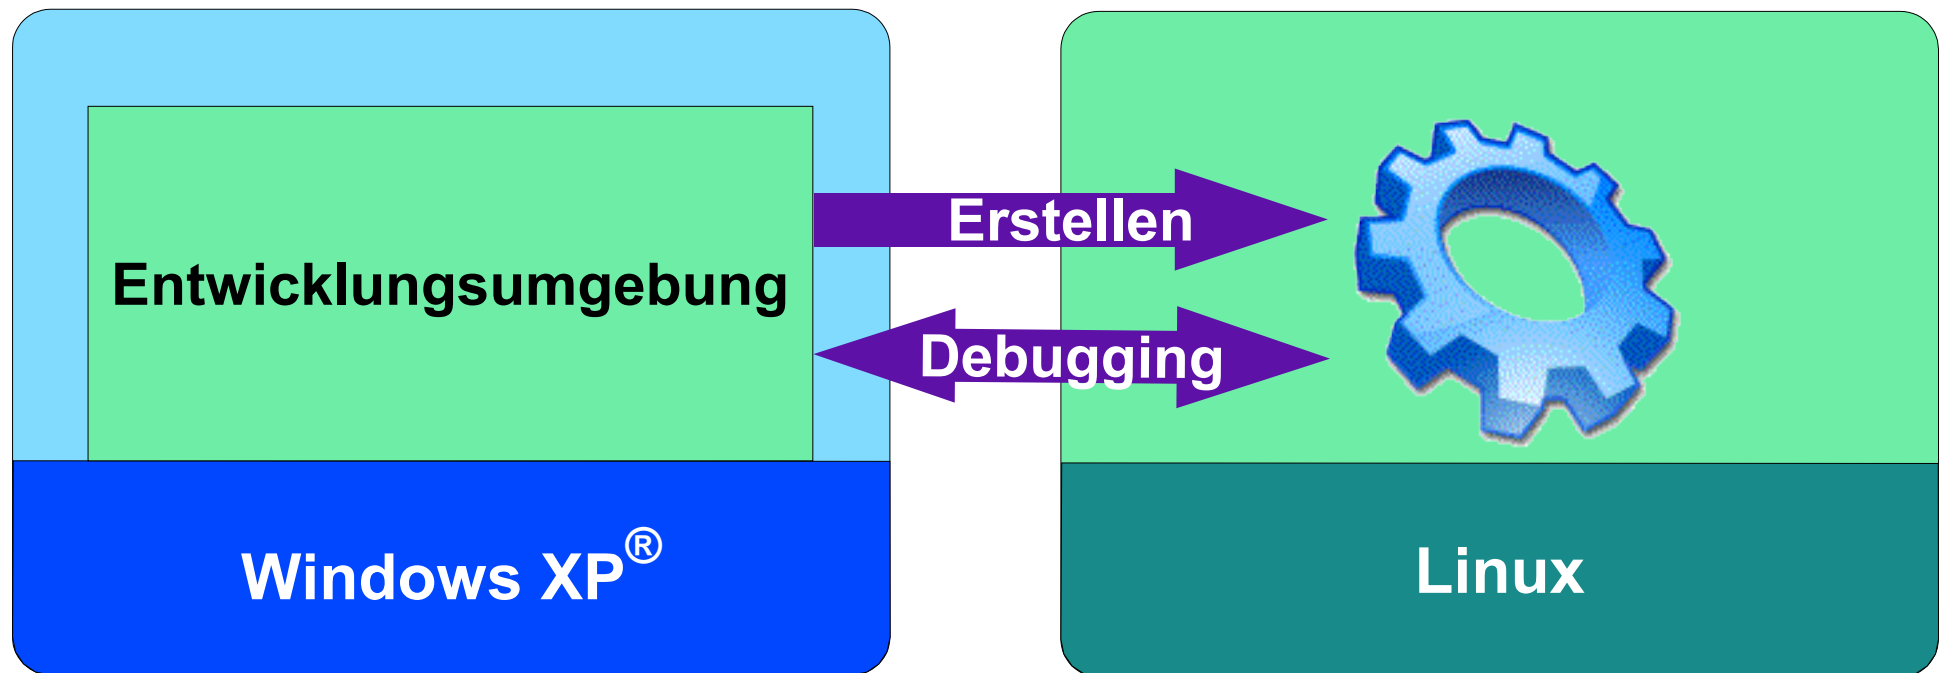 Erstellen
Entwicklungsumgebung
Debugging
Windows XP®
Linux